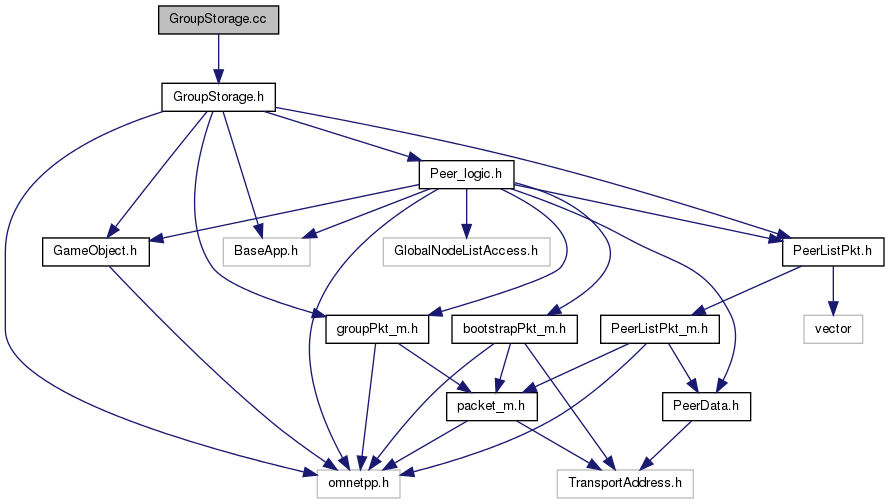 GroupStorage.cc
GroupStorage.h
Peer_logic.h
GameObject.h
BaseApp.h
GlobalNodeListAccess.h
PeerListPkt.h
groupPkt_m.h
bootstrapPkt_m.h
PeerListPkt_m.h
vector
packet_m.h
PeerData.h
omnetpp.h
TransportAddress.h